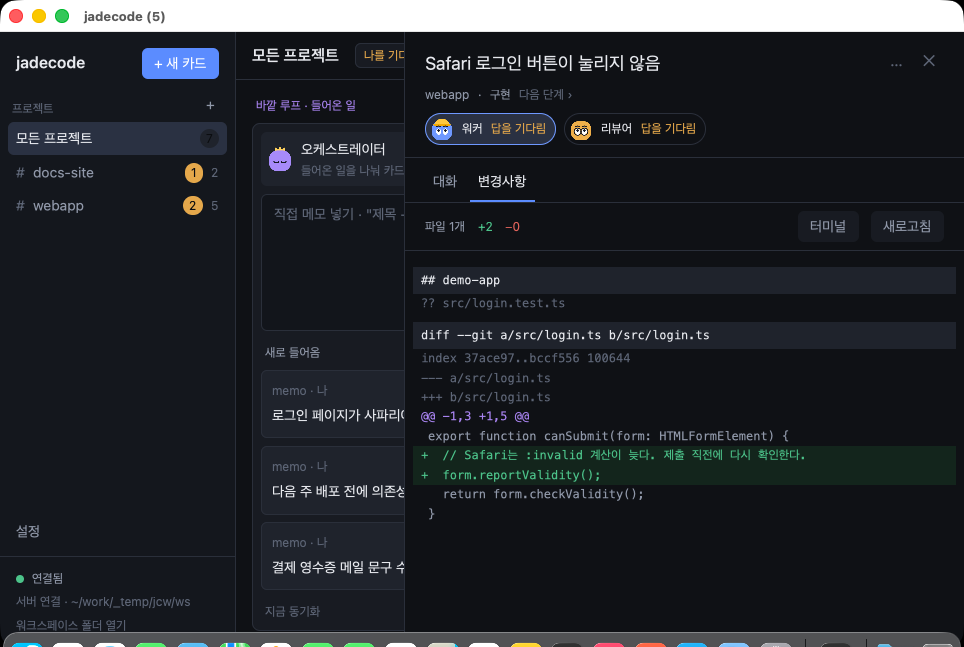 jadecode (5)
jadecode
+ 새 카드
프로젝트
+
모든 프로젝트
7
# docs-site
1
2
# webapp
2
5
설정
연결됨
서버 연결 · ~/work/_temp/jcw/ws
워크스페이스 폴더 열기
모든 프로젝트
나를 기다
바깥 루프 · 들어온 일
오케스트레이터
들어온 일을 나눠 카드
직접 메모 넣기 · "제목 -
새로 들어옴
memo · 나
로그인 페이지가 사파리
memo · 나
다음 주 배포 전에 의존성
memo · 나
결제 영수증 메일 문구 수
지금 동기화
Safari 로그인 버튼이 눌리지 않음
...
webapp · 구현 다음 단계 ›
워커 답을 기다림
리뷰어 답을 기다림
대화
변경사항
파일 1개 +2 −0
터미널
새로고침
## demo-app
?? src/login.test.ts
diff --git a/src/login.ts b/src/login.ts
index 37ace97..bccf556 100644
--- a/src/login.ts
+++ b/src/login.ts
@@ -1,3 +1,5 @@
export function canSubmit(form: HTMLFormElement) {
+ // Safari는 :invalid 계산이 늦다. 제출 직전에 다시 확인한다.
+ form.reportValidity();
return form.checkValidity();
}